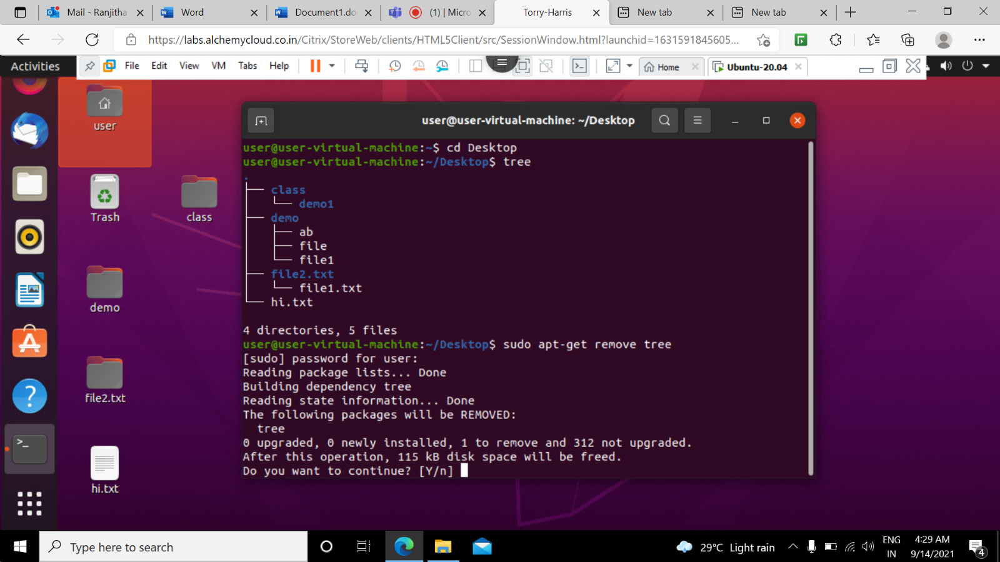 Mail - Ranjitha
Word
Document1.do
(1) | Micro
Torry-Harris
New tab
New tab
https://labs.alchemycloud.co.in/Citrix/StoreWeb/clients/HTML5Client/src/SessionWindow.html?launchid=1631591845605...
Activities
File Edit View VM Tabs Help
Home
Ubuntu-20.04
user
Trash
class
demo
file2.txt
hi.txt
user@user-virtual-machine: ~/Desktop
user@user-virtual-machine:~$ cd Desktop
user@user-virtual-machine:~/Desktop$ tree
.
├── class
│   └── demo1
├── demo
│   ├── ab
│   ├── file
│   └── file1
├── file2.txt
│   └── file1.txt
└── hi.txt
4 directories, 5 files
user@user-virtual-machine:~/Desktop$ sudo apt-get remove tree
[sudo] password for user:
Reading package lists... Done
Building dependency tree
Reading state information... Done
The following packages will be REMOVED:
  tree
0 upgraded, 0 newly installed, 1 to remove and 312 not upgraded.
After this operation, 115 kB disk space will be freed.
Do you want to continue? [Y/n]
Type here to search
29°C Light rain
ENG
IN
4:29 AM
9/14/2021
4